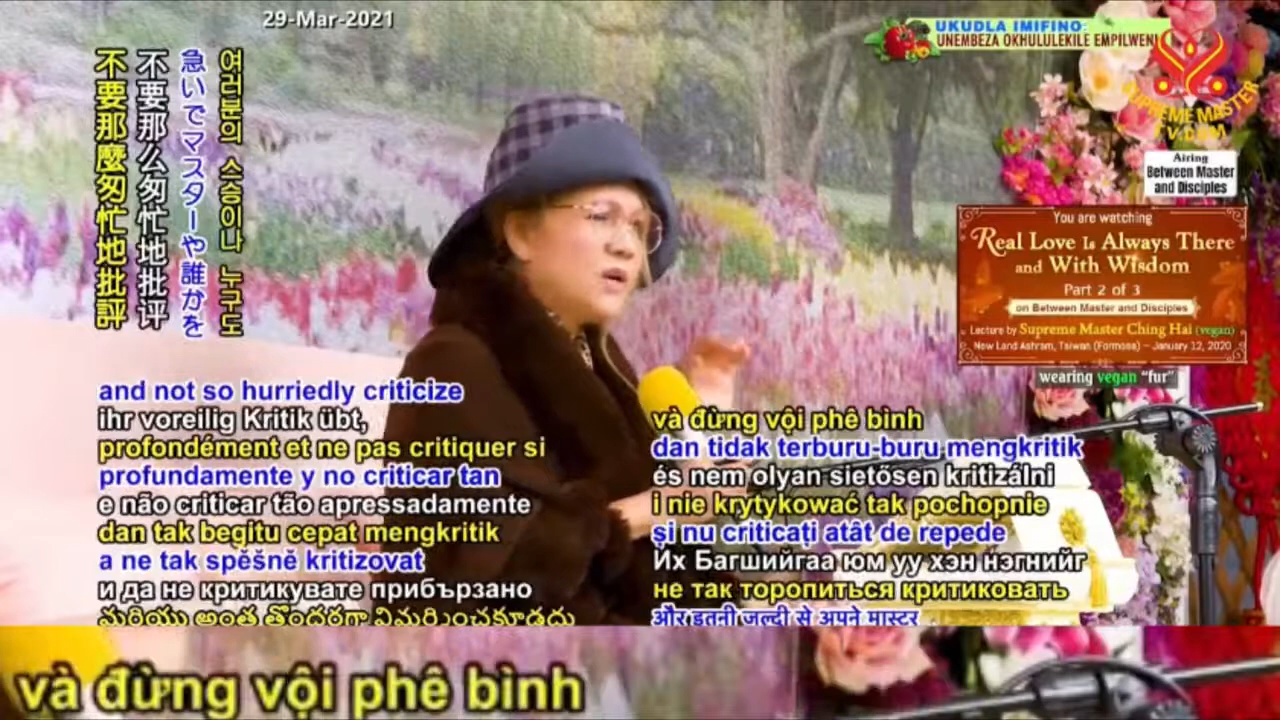 29-Mar-2021
UKUDLA IMIFINO:
UNEMBEZA OKHULULEKILE EMPILWENI
SUPREME MASTER
TV.COM
Airing
Between Master
and Disciples
You are watching
Real Love Is Always There
and With Wisdom
Part 2 of 3
on Between Master and Disciples
Lecture by Supreme Master Ching Hai (vegan)
New Land Ashram, Taiwan (Formosa) – January 12, 2020
wearing vegan "fur"
여러분의 스승이나 누구도
急いでマスターや誰かを
不要那么匆忙地批评
不要那麼匆忙地批評
and not so hurriedly criticize
ihr voreilig Kritik übt,
profondément et ne pas critiquer si
profundamente y no criticar tan
e não criticar tão apressadamente
dan tak begitu cepat mengkritik
a ne tak spěšně kritizovat
и да не критикувате прибързано
మరియు అంత తొందరగా విమర్శించకూడదు
và đừng vội phê bình
dan tidak terburu-buru mengkritik
és nem olyan sietősen kritizálni
i nie krytykować tak pochopnie
și nu criticați atât de repede
Их Багшийгаа юм уу хэн нэгнийг
не так торопиться критиковать
और इतनी जल्दी से अपने मास्टर
và đừng vội phê bình